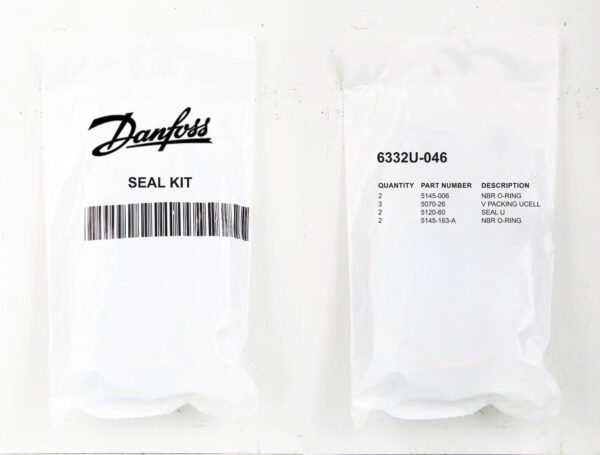 Danfoss
SEAL KIT
6332U-046
QUANTITY PART NUMBER DESCRIPTION
2 5145-006 NBR O-RING
3 5070-26 V PACKING UCELL
2 5120-60 SEAL U
2 5145-163-A NBR O-RING